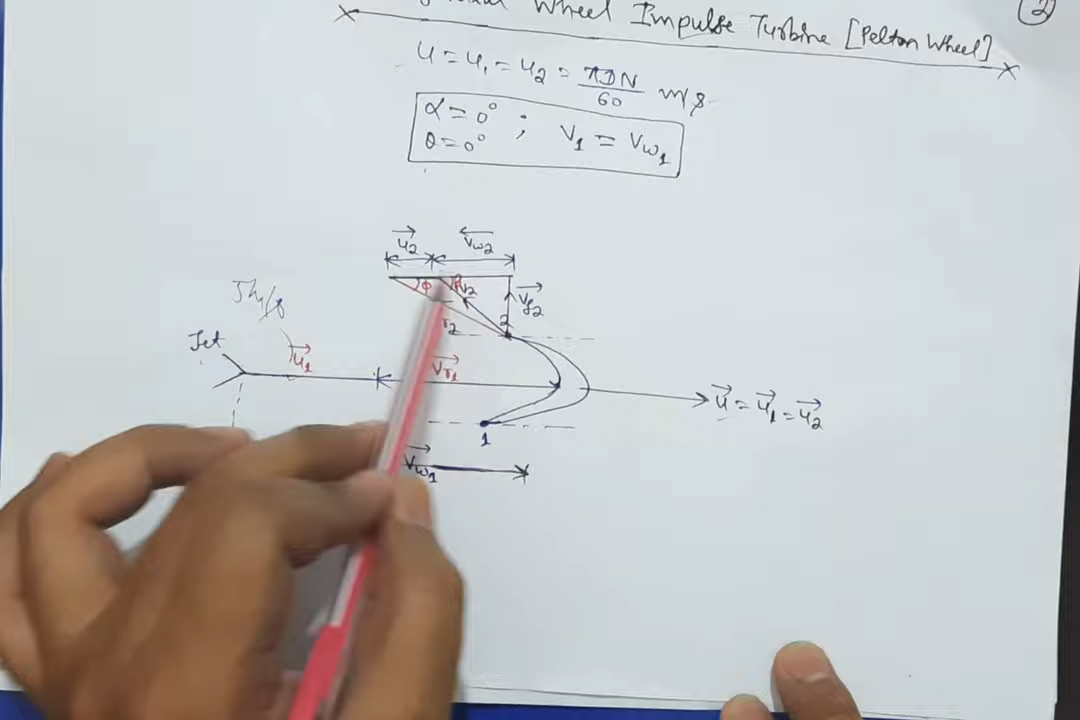 Wheel Impulse Turbine [Pelton Wheel]
2
u = u₁ = u₂ = πDN/60 m/s
α = 0° ; V₁ = Vw₁
θ = 0°
u₂ Vw₂
ϕ β Vr₂ Vf₂
2
Jet u₁ Vr₁
u = u₁ = u₂
1
Vw₁